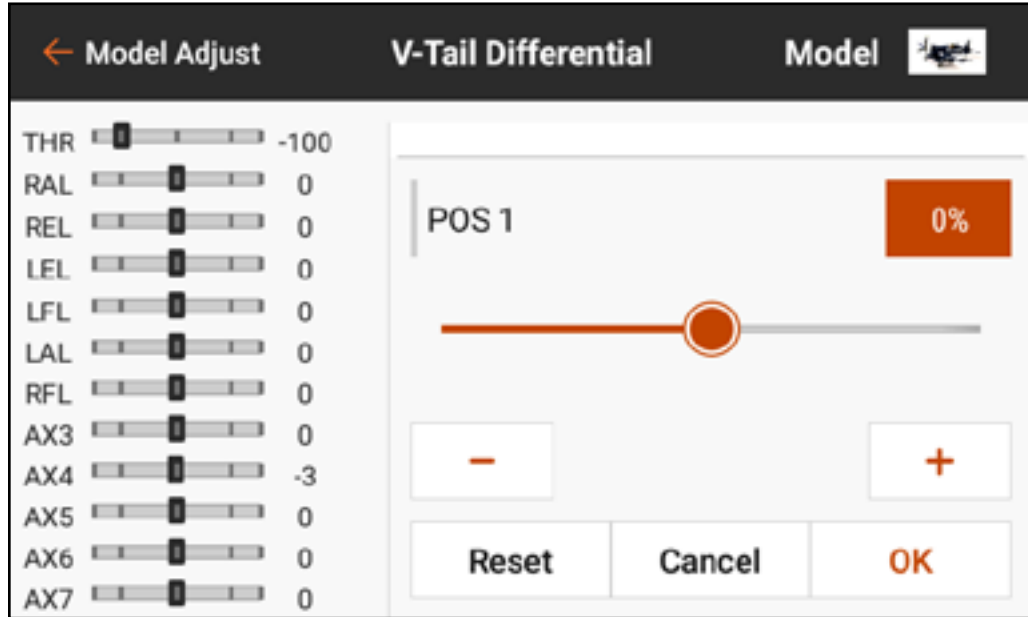 ← Model Adjust V-Tail Differential Model
THR -100
RAL 0
REL 0
LEL 0
LFL 0
LAL 0
RFL 0
AX3 0
AX4 -3
AX5 0
AX6 0
AX7 0
POS 1 0%
− +
Reset Cancel OK